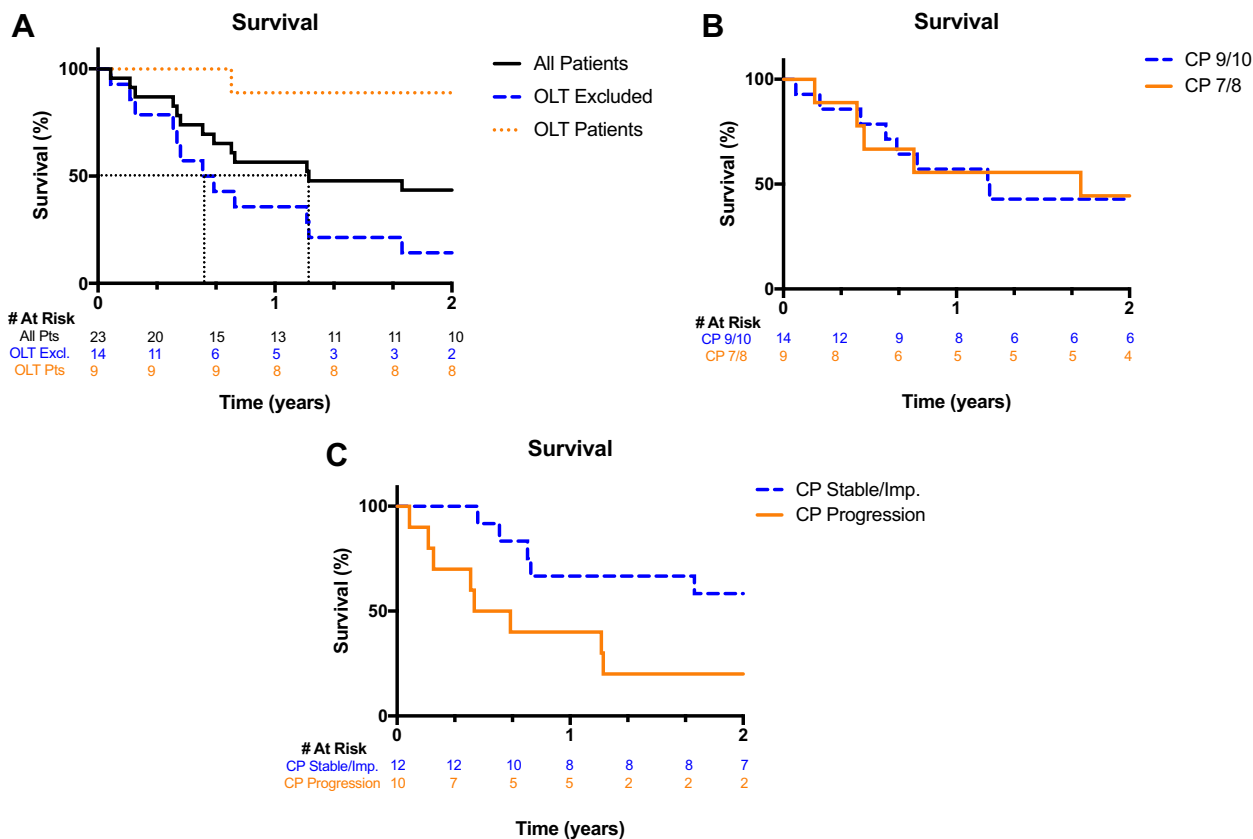 A
Survival
Survival (%)
100
50
0
0 1 2
All Patients
OLT Excluded
OLT Patients
# At Risk
All Pts 23 20 15 13 11 11 10
OLT Excl. 14 11 6 5 3 3 2
OLT Pts 9 9 9 8 8 8 8
Time (years)
B
Survival
Survival (%)
100
50
0
0 1 2
CP 9/10
CP 7/8
# At Risk
CP 9/10 14 12 9 8 6 6 6
CP 7/8 9 8 6 5 5 5 4
Time (years)
C
Survival
Survival (%)
100
50
0
0 1 2
CP Stable/Imp.
CP Progression
# At Risk
CP Stable/Imp. 12 12 10 8 8 8 7
CP Progression 10 7 5 5 2 2 2
Time (years)